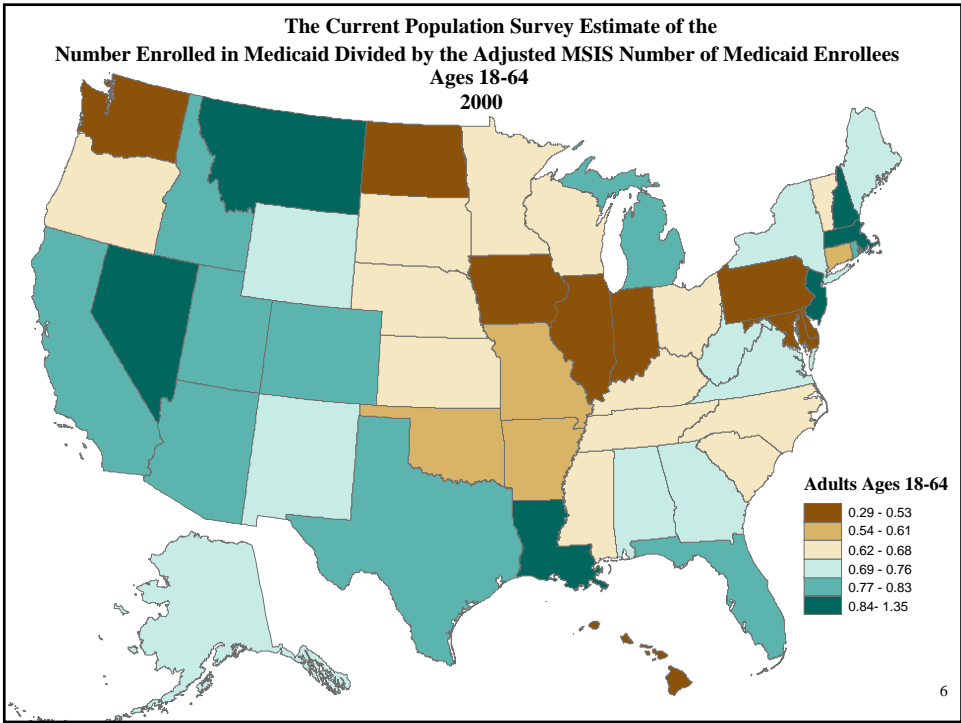 The Current Population Survey Estimate of the
Number Enrolled in Medicaid Divided by the Adjusted MSIS Number of Medicaid Enrollees
Ages 18-64
2000
Adults Ages 18-64
0.29 - 0.53
0.54 - 0.61
0.62 - 0.68
0.69 - 0.76
0.77 - 0.83
0.84- 1.35
6